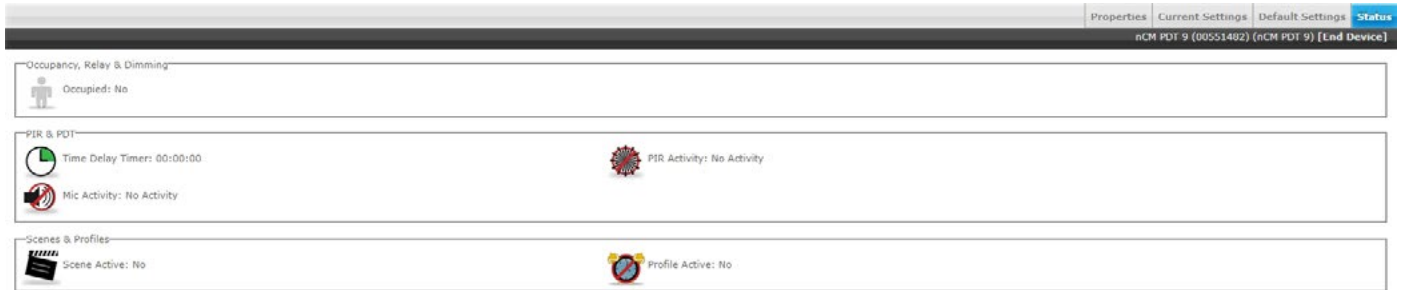 Properties Current Settings Default Settings Status
nCM PDT 9 (00551482) (nCM PDT 9) [End Device]
Occupancy, Relay & Dimming
Occupied: No
PIR & PDT
Time Delay Timer: 00:00:00 PIR Activity: No Activity
Mic Activity: No Activity
Scenes & Profiles
Scene Active: No Profile Active: No